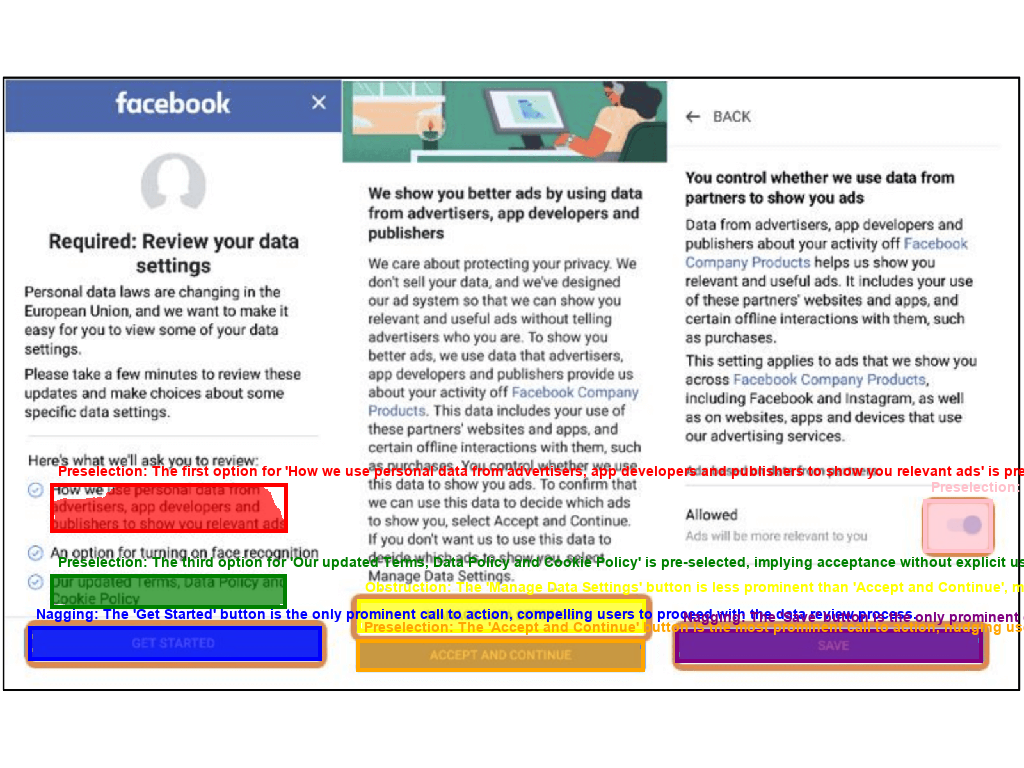 facebook
Required: Review your data
settings
Personal data laws are changing in the
European Union, and we want to make it
easy for you to view some of your data
settings.
Please take a few minutes to review these
updates and make choices about some
specific data settings.
Here's what we'll ask you to review:
How we use personal data from
advertisers, app developers and
publishers to show you relevant ads
An option for turning on face recognition
Our updated Terms, Data Policy and
Cookie Policy
GET STARTED
We show you better ads by using data
from advertisers, app developers and
publishers
We care about protecting your privacy. We
don't sell your data, and we've designed
our ad system so that we can show you
relevant and useful ads without telling
advertisers who you are. To show you
better ads, we use data that advertisers,
app developers and publishers provide us
about your activity off Facebook Company
Products. This data includes your use of
these partners' websites and apps, and
certain offline interactions with them, such
as purchases. You control whether we use
this data to show you ads. To confirm that
we can use this data to decide which ads
to show you, select Accept and Continue.
If you don't want us to use this data to
decide which ads to show you, select
Manage Data Settings.
ACCEPT AND CONTINUE
BACK
You control whether we use data from
partners to show you ads
Data from advertisers, app developers and
publishers about your activity off Facebook
Company Products helps us show you
relevant and useful ads. It includes your use
of these partners' websites and apps, and
certain offline interactions with them, such
as purchases.
This setting applies to ads that we show you
across Facebook Company Products,
including Facebook and Instagram, as well
as on websites, apps and devices that use
our advertising services.
Allowed
Ads will be more relevant to you
SAVE
Preselection: The first option for 'How we use personal data from advertisers, app developers and publishers to show you relevant ads' is pre
Preselection:
Preselection: The third option for 'Our updated Terms, Data Policy and Cookie Policy' is pre-selected, implying acceptance without explicit us
Obstruction: The 'Manage Data Settings' button is less prominent than 'Accept and Continue', m
Nagging: The 'Get Started' button is the only prominent call to action, compelling users to proceed with the data review process.
Nagging: The 'Save' button is the only prominent
Preselection: The 'Accept and Continue' button is the most prominent call to action, nudging us